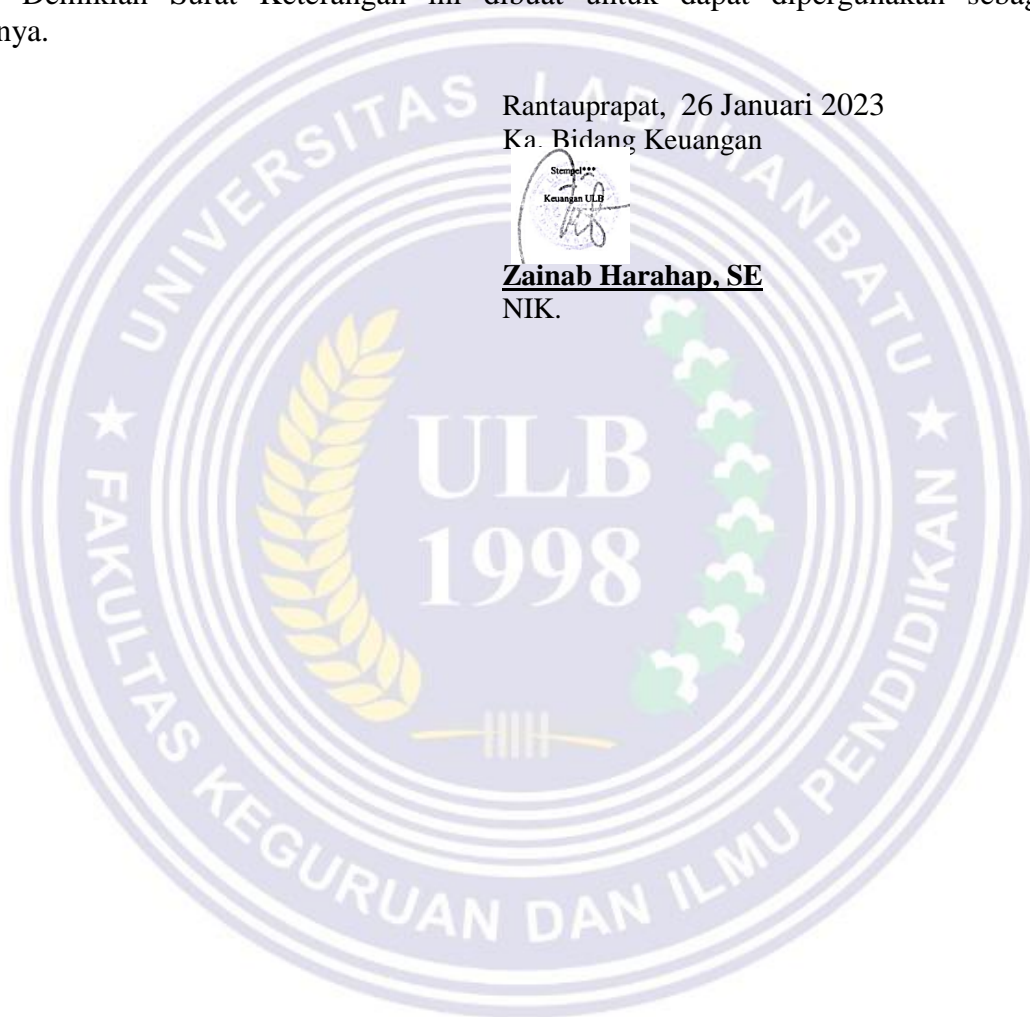 Demikian Surat Keterangan ini dibuat untuk dapat dipergunakan sebag
nya.
Rantauprapat, 26 Januari 2023
Ka. Bidang Keuangan
Stempel***
Keuangan ULB
Zainab Harahap, SE
NIK.
UNIVERSITAS LABUHANBATU
ULB
1998
★ FAKULTAS KEGURUAN DAN ILMU PENDIDIKAN ★